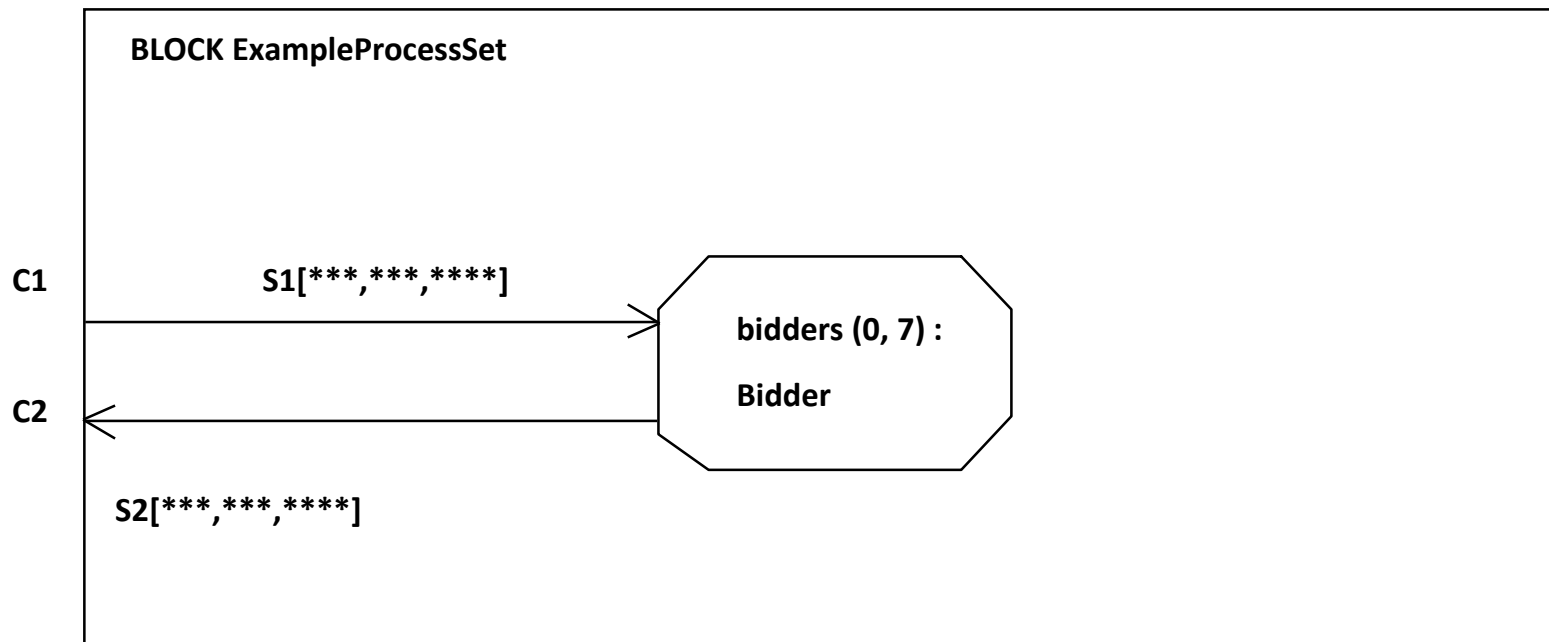 BLOCK ExampleProcessSet
C1
S1[***,***,****]
bidders (0, 7) :
Bidder
C2
S2[***,***,****]